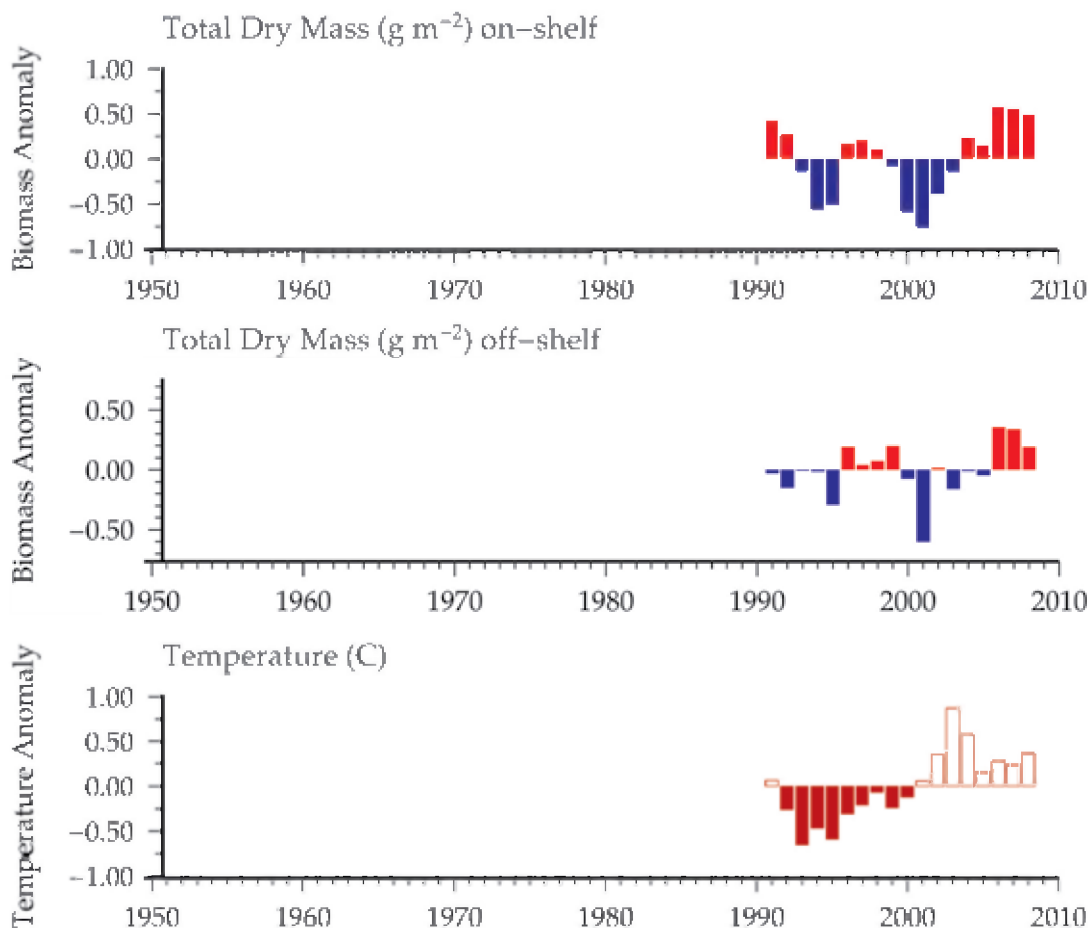 Total Dry Mass (g m⁻²) on–shelf
Biomass Anomaly
1.00
0.50
0.00
–0.50
–1.00
1950 1960 1970 1980 1990 2000 2010
Total Dry Mass (g m⁻²) off–shelf
Biomass Anomaly
0.50
0.00
–0.50
1950 1960 1970 1980 1990 2000 2010
Temperature (C)
Temperature Anomaly
1.00
0.50
0.00
–0.50
–1.00
1950 1960 1970 1980 1990 2000 2010